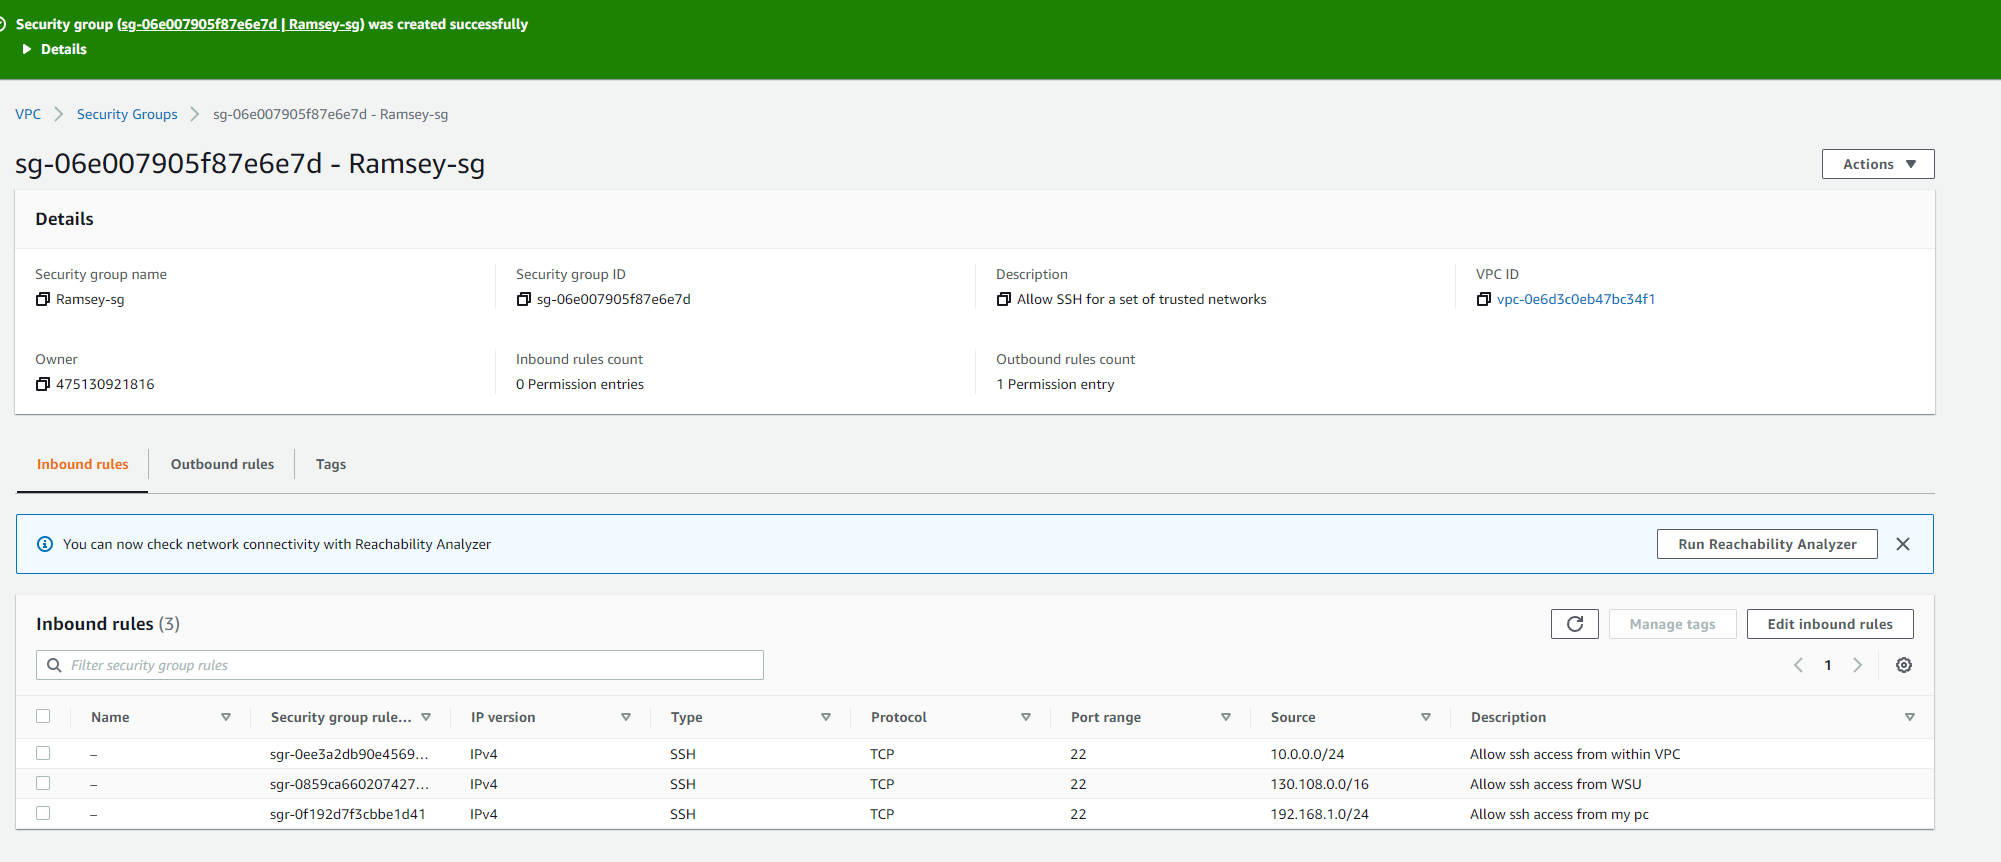 Security group (sg-06e007905f87e6e7d | Ramsey-sg) was created successfully
Details
VPC Security Groups sg-06e007905f87e6e7d - Ramsey-sg
sg-06e007905f87e6e7d - Ramsey-sg
Actions
Details
Security group name Security group ID Description VPC ID
Ramsey-sg sg-06e007905f87e6e7d Allow SSH for a set of trusted networks vpc-0e6d3c0eb47bc34f1
Owner Inbound rules count Outbound rules count
475130921816 0 Permission entries 1 Permission entry
Inbound rules Outbound rules Tags
You can now check network connectivity with Reachability Analyzer Run Reachability Analyzer
Inbound rules (3) Manage tags Edit inbound rules
Filter security group rules 1
Name Security group rule... IP version Type Protocol Port range Source Description
– sgr-0ee3a2db90e4569... IPv4 SSH TCP 22 10.0.0.0/24 Allow ssh access from within VPC
– sgr-0859ca660207427... IPv4 SSH TCP 22 130.108.0.0/16 Allow ssh access from WSU
– sgr-0f192d7f3cbbe1d41 IPv4 SSH TCP 22 192.168.1.0/24 Allow ssh access from my pc